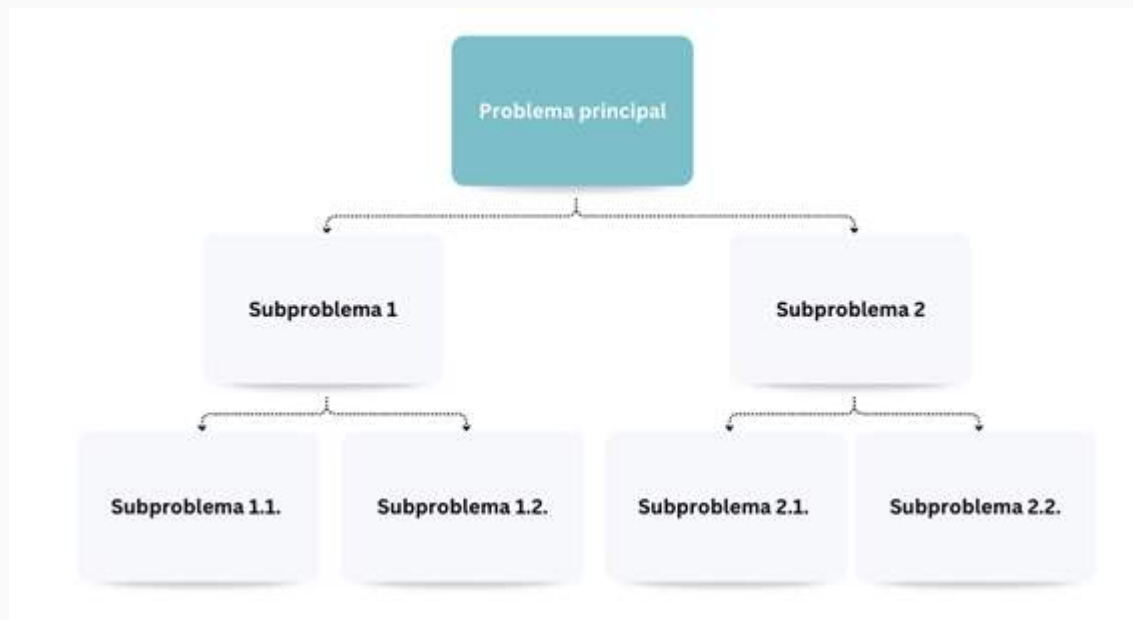 Problema principal
Subproblema 1
Subproblema 2
Subproblema 1.1.
Subproblema 1.2.
Subproblema 2.1.
Subproblema 2.2.